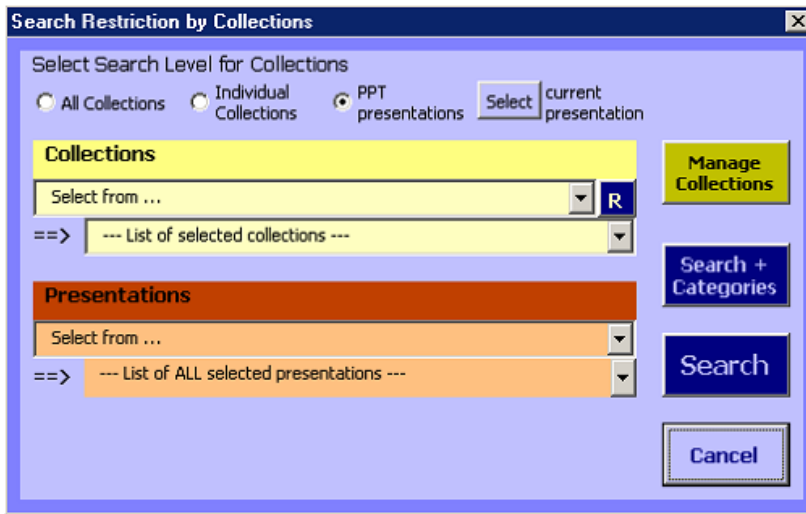 Search Restriction by Collections
Select Search Level for Collections
All Collections
Individual
Collections
PPT
presentations
Select
current
presentation
Collections
Manage
Collections
Select from ...
R
==> --- List of selected collections ---
Search +
Categories
Presentations
Select from ...
Search
==> --- List of ALL selected presentations ---
Cancel